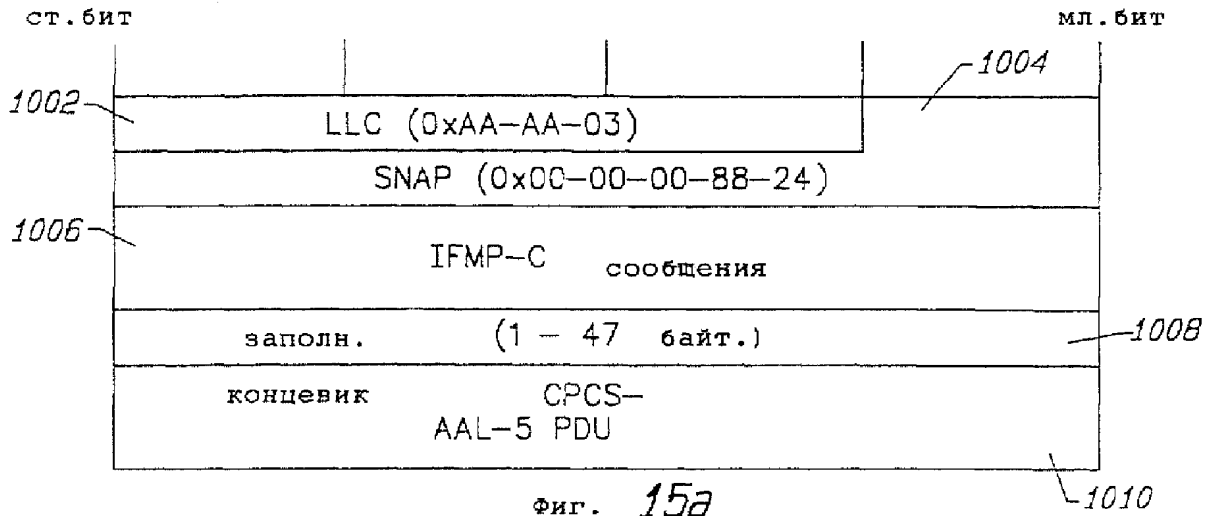 ст.бит мл.бит
1004
1002
LLC (0xAA-AA-03)
SNAP (0x00-00-00-88-24)
1006
IFMP-C сообщения
заполн. (1 - 47 байт.)
1008
концевик CPCS-
AAL-5 PDU
1010
Фиг. 15а